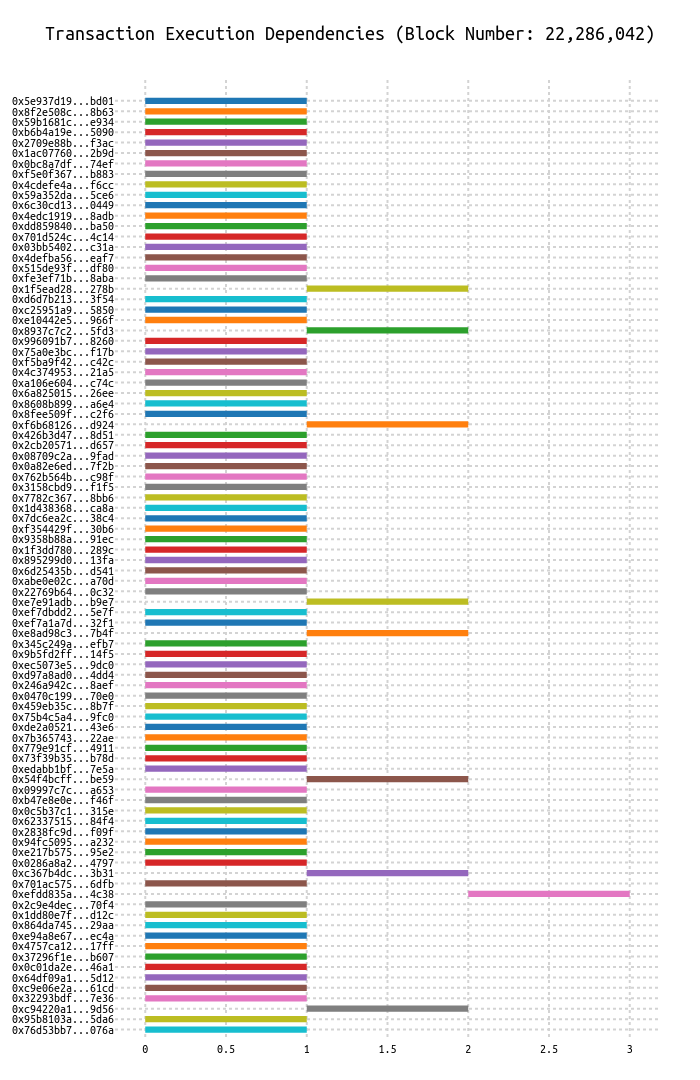 Transaction Execution Dependencies (Block Number: 22,286,042)
0x5e937d19...bd01
0x8f2e508c...8b63
0x59b1681c...e934
0xb6b4a19e...5090
0x2709e88b...f3ac
0x1ac07760...2b9d
0x0bc8a7df...74ef
0xf5e0f367...b883
0x4cdefe4a...f6cc
0x59a352da...5ce6
0x6c30cd13...0449
0x4edc1919...8adb
0xdd859840...ba50
0x701d524c...4c14
0x03bb5402...c31a
0x4defba56...eaf7
0x515de93f...df80
0xfe3ef71b...8aba
0x1f5ead28...278b
0xd6d7b213...3f54
0xc25951a9...5850
0xe10442e5...966f
0x8937c7c2...5fd3
0x996091b7...8260
0x75a0e3bc...f17b
0xf5ba9f42...c42c
0x4c374953...21a5
0xa106e604...c74c
0x6a825015...26ee
0x8608b899...a6e4
0x8fee509f...c2f6
0xf6b68126...d924
0x426b3d47...8d51
0x2cb20571...d657
0x08709c2a...9fad
0x0a82e6ed...7f2b
0x762b564b...c98f
0x3158cbd9...f1f5
0x7782c367...8bb6
0x1d438368...ca8a
0x7dc6ea2c...38c4
0xf354429f...30b6
0x9358b88a...91ec
0x1f3dd780...289c
0x895299d0...13fa
0x6d25435b...d541
0xabe0e02c...a70d
0x22769b64...0c32
0xe7e91adb...b9e7
0xef7dbdd2...5e7f
0xef7a1a7d...32f1
0xe8ad98c3...7b4f
0x345c249a...efb7
0x9b5fd2ff...14f5
0xec5073e5...9dc0
0xd97a8ad0...4dd4
0x246a942c...8aef
0x0470c199...70e0
0x459eb35c...8b7f
0x75b4c5a4...9fc0
0xde2a0521...43e6
0x7b365743...22ae
0x779e91cf...4911
0x73f39b35...b78d
0xedabb1bf...7e5a
0x54f4bcff...be59
0x09997c7c...a653
0xb47e8e0e...f46f
0x0c5b37c1...315e
0x62337515...84f4
0x2838fc9d...f09f
0x94fc5095...a232
0xe217b575...95e2
0x0286a8a2...4797
0xc367b4dc...3b31
0x701ac575...6dfb
0xefdd835a...4c38
0x2c9e4dec...70f4
0x1dd80e7f...d12c
0x864da745...29aa
0xe94a8e67...ec4a
0x4757ca12...17ff
0x37296f1e...b607
0x0c01da2e...46a1
0x64df09a1...5d12
0xc9e06e2a...61cd
0x32293bdf...7e36
0xc94220a1...9d56
0x95b8103a...5da6
0x76d53bb7...076a
0 0.5 1 1.5 2 2.5 3